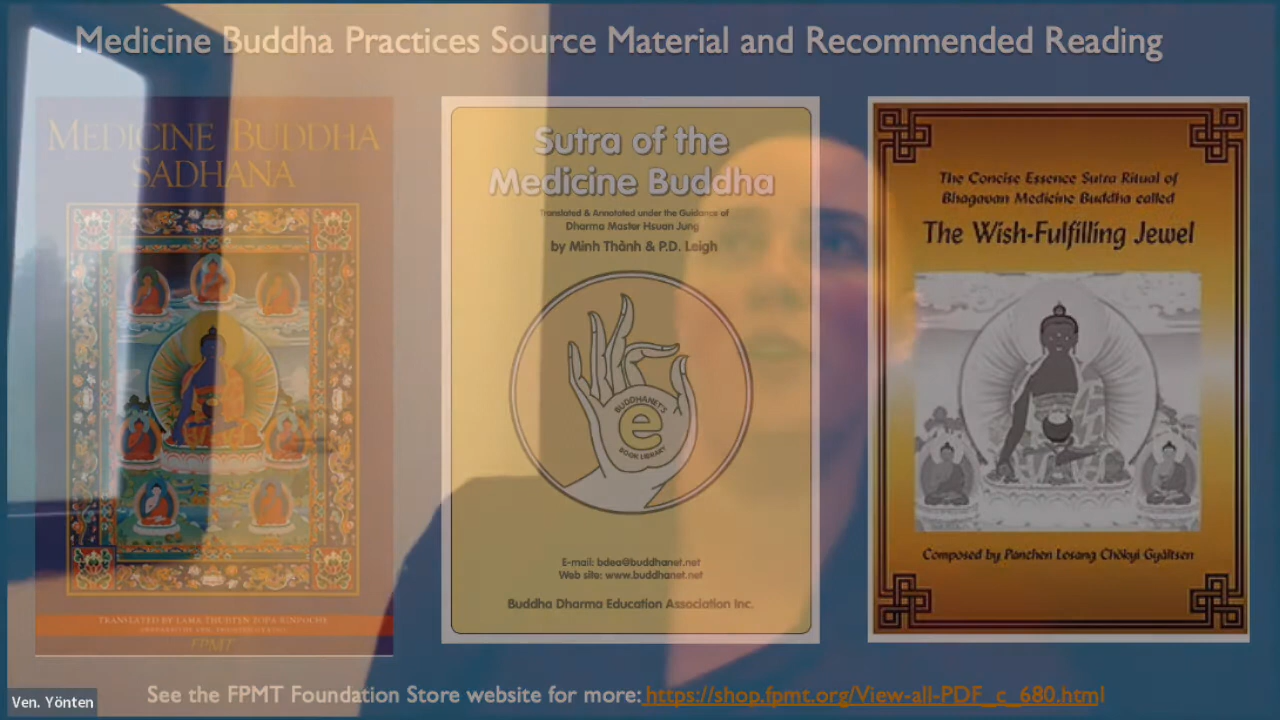 Medicine Buddha Practices Source Material and Recommended Reading
MEDICINE BUDDHA
SADHANA
TRANSLATED BY LAMA THUBTEN ZOPA RINPOCHE
FPMT
Sutra of the
Medicine Buddha
Translated & Annotated under the Guidance of
Dharma Master Hsuan Jung
by Minh Thành & P.D. Leigh
BUDDHANET'S
e
BOOK LIBRARY
E-mail: bdea@buddhanet.net
Web site: www.buddhanet.net
Buddha Dharma Education Association Inc.
The Concise Essence Sutra Ritual of
Bhagavan Medicine Buddha called
The Wish-Fulfilling Jewel
Composed by Panchen Losang Chökyi Gyältsen
See the FPMT Foundation Store website for more: https://shop.fpmt.org/View-all-PDF_c_680.html
Ven. Yönten